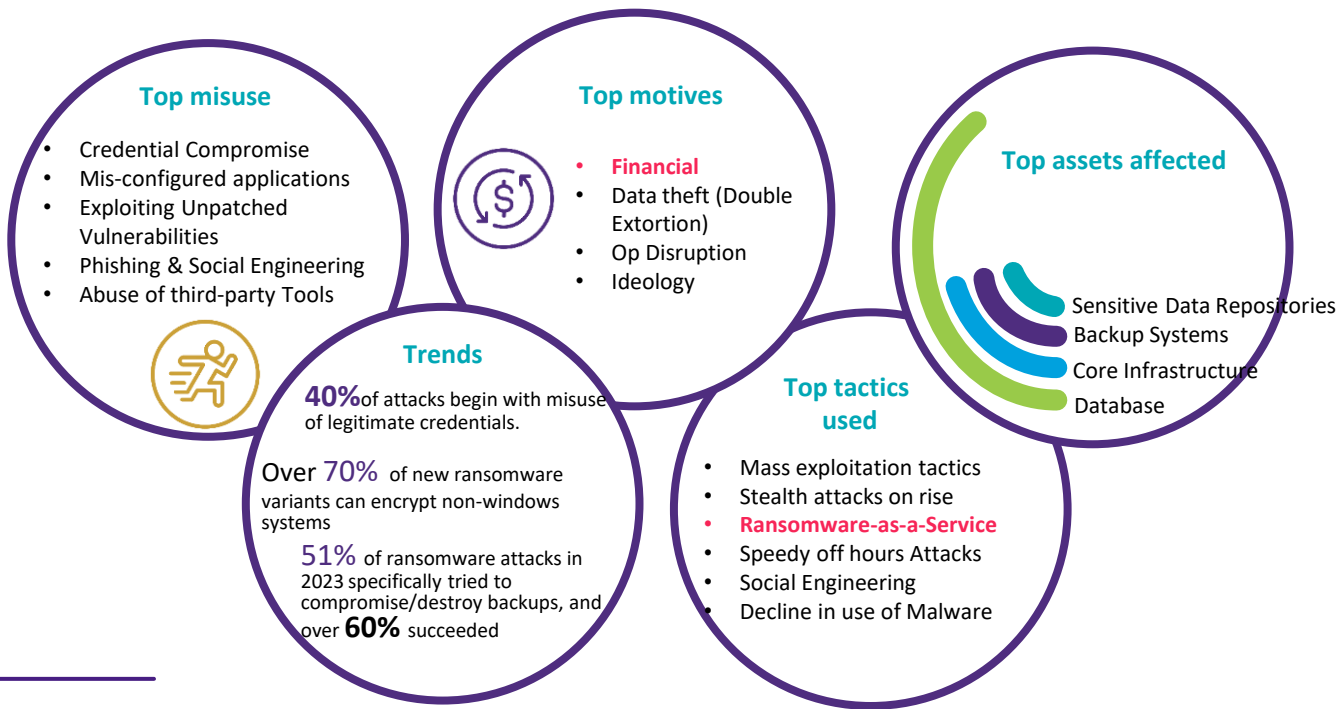 Top misuse
• Credential Compromise
• Mis-configured applications
• Exploiting Unpatched
Vulnerabilities
• Phishing & Social Engineering
• Abuse of third-party Tools
Top motives
$
• Financial
• Data theft (Double
Extortion)
• Op Disruption
• Ideology
Top assets affected
Sensitive Data Repositories
Backup Systems
Core Infrastructure
Database
Trends
40%of attacks begin with misuse
of legitimate credentials.
Over 70% of new ransomware
variants can encrypt non-windows
systems
51% of ransomware attacks in
2023 specifically tried to
compromise/destroy backups, and
over 60% succeeded
Top tactics
used
• Mass exploitation tactics
• Stealth attacks on rise
• Ransomware-as-a-Service
• Speedy off hours Attacks
• Social Engineering
• Decline in use of Malware